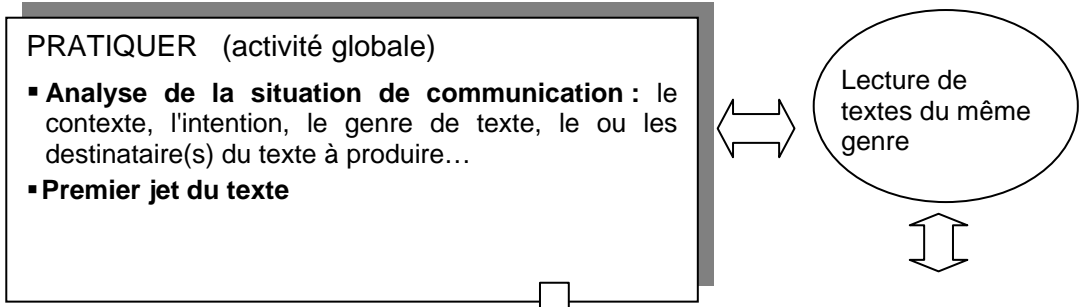 PRATIQUER (activité globale)
▪ Analyse de la situation de communication : le
contexte, l'intention, le genre de texte, le ou les
destinataire(s) du texte à produire…
▪ Premier jet du texte
Lecture de
textes du même
genre